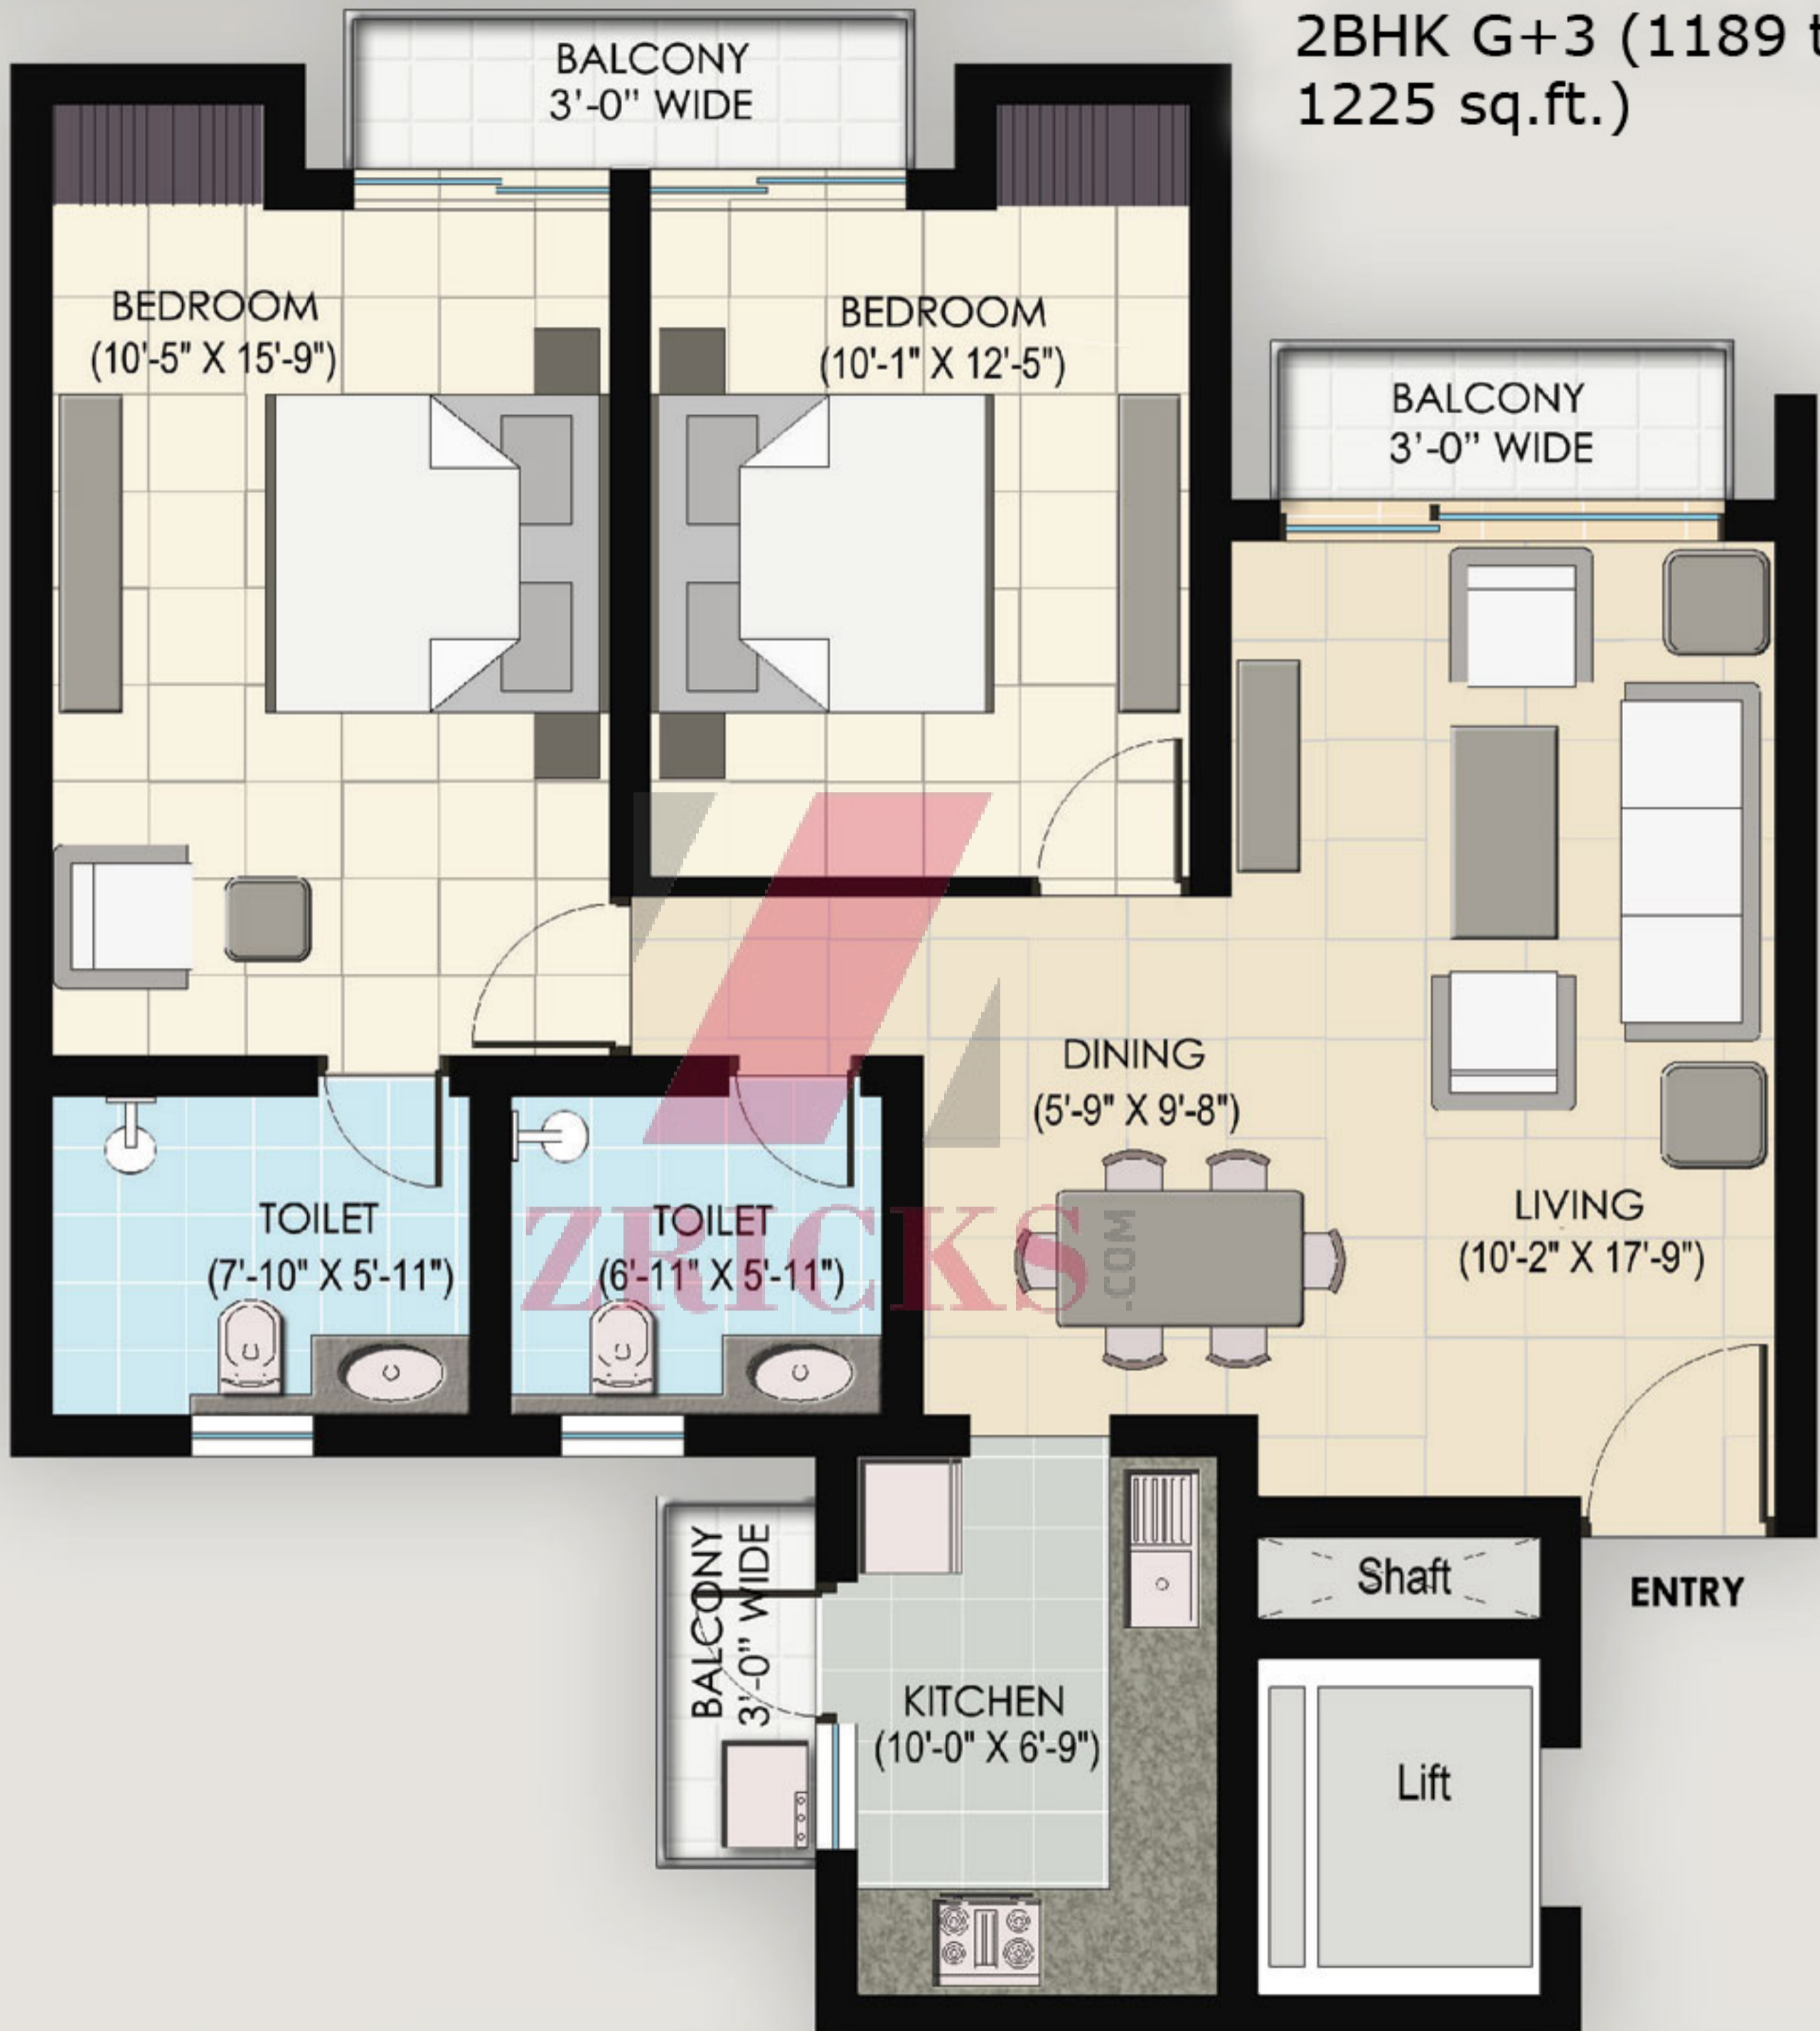 2BHK G+3 (1189 t
1225 sq.ft.)
BALCONY
3'-0" WIDE
BEDROOM
(10'-5" X 15'-9")
BEDROOM
(10'-1" X 12'-5")
BALCONY
3'-0" WIDE
DINING
(5'-9" X 9'-8")
LIVING
(10'-2" X 17'-9")
TOILET
(7'-10" X 5'-11")
TOILET
(6'-11" X 5'-11")
ZRICKS
.COM
BALCONY
3'-0" WIDE
KITCHEN
(10'-0" X 6'-9")
Shaft
ENTRY
Lift